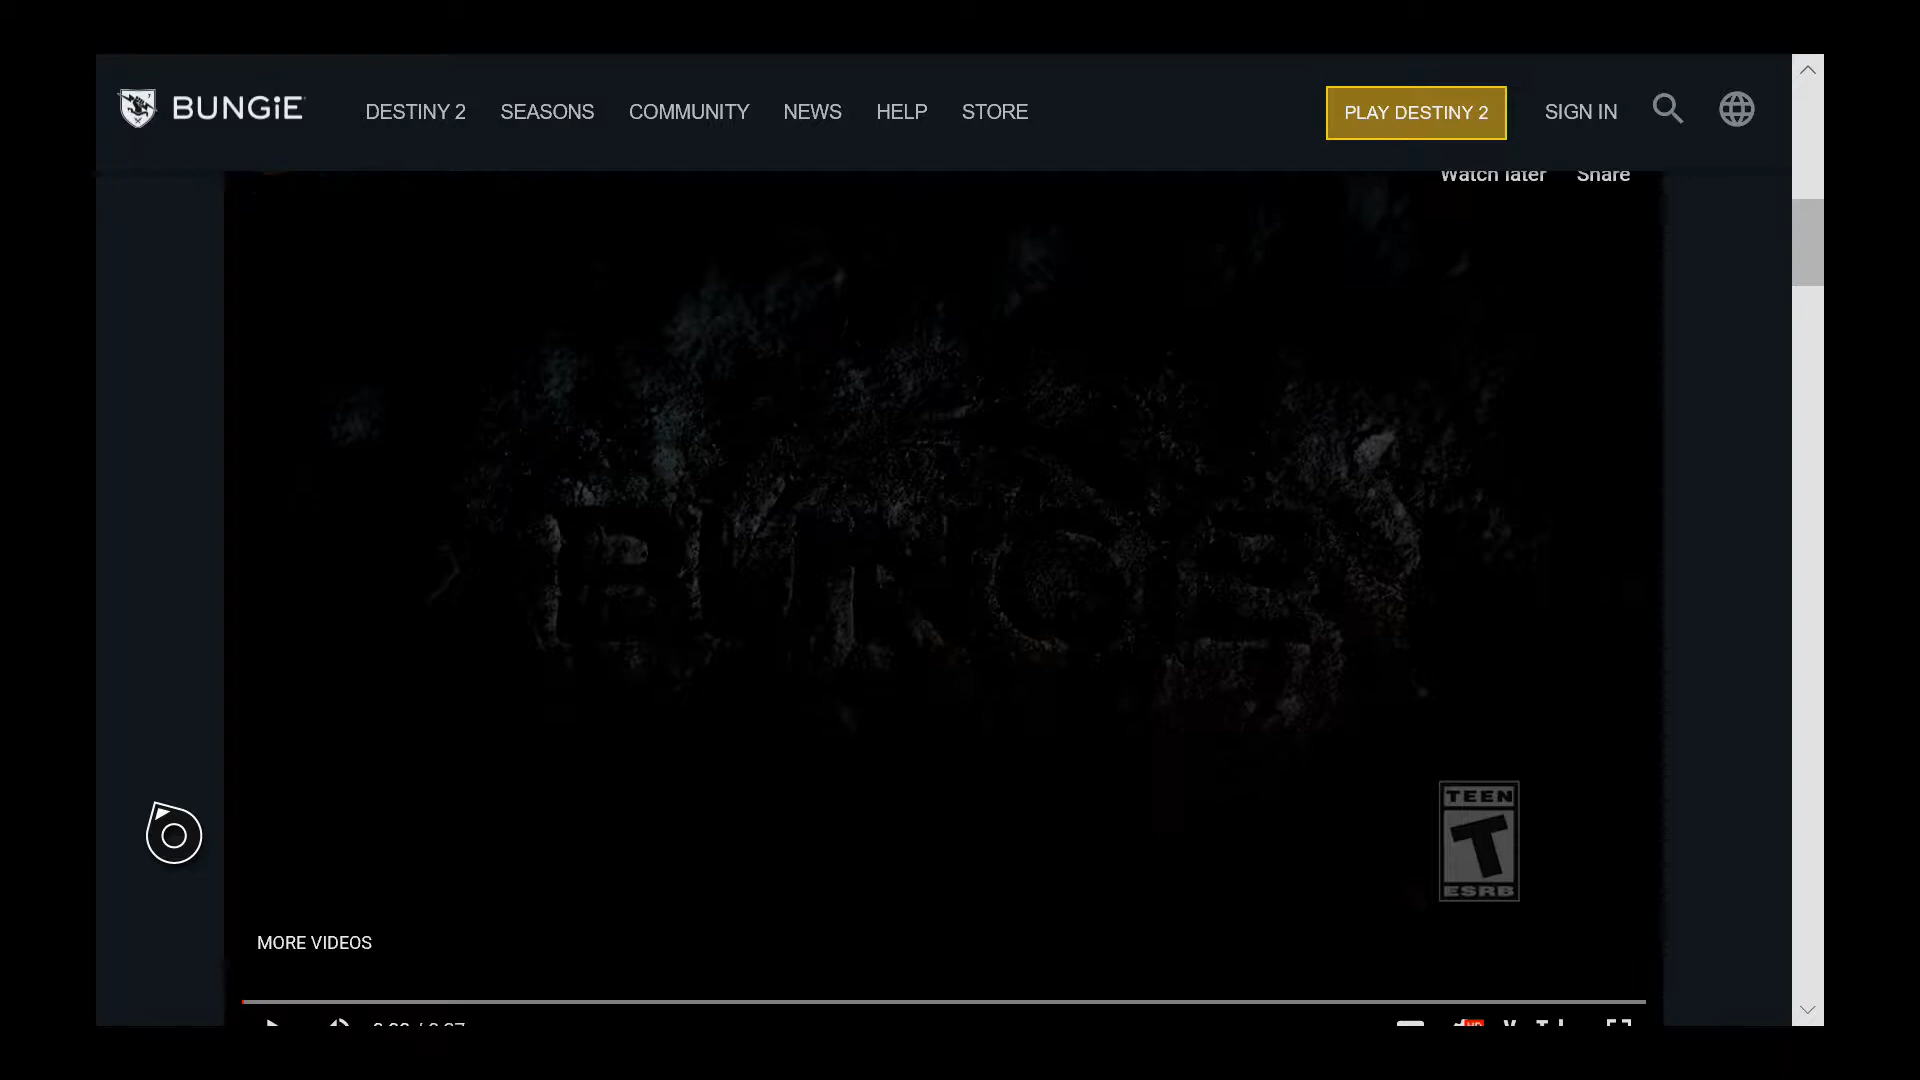 BUNGiE
DESTINY 2 SEASONS COMMUNITY NEWS HELP STORE
PLAY DESTINY 2 SIGN IN
Watch later Share
TEEN
T
ESRB
MORE VIDEOS
HD